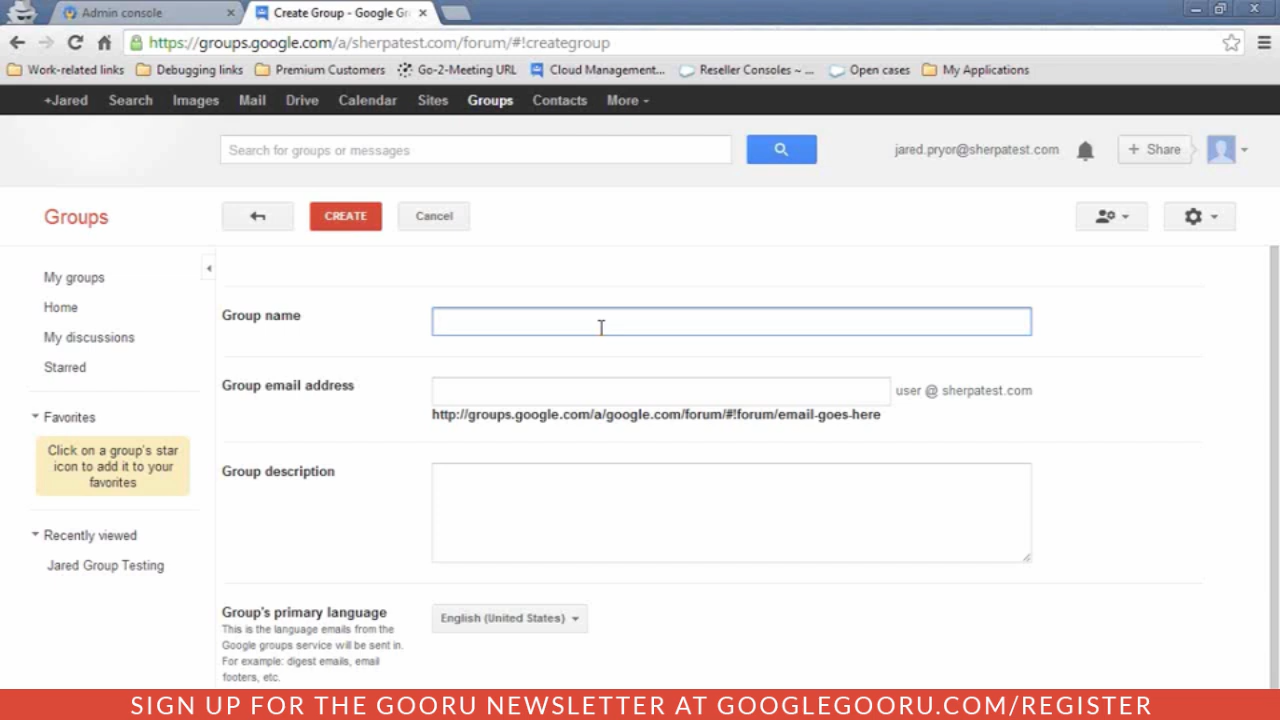 Admin console
Create Group - Google Gr
https://groups.google.com/a/sherpatest.com/forum/#!creategroup
Work-related links Debugging links Premium Customers Go-2-Meeting URL Cloud Management... Reseller Consoles ~ ... Open cases My Applications
+Jared Search Images Mail Drive Calendar Sites Groups Contacts More
Search for groups or messages
jared.pryor@sherpatest.com
+ Share
Groups
CREATE
Cancel
My groups
Home
My discussions
Starred
Favorites
Click on a group's star
icon to add it to your
favorites
Recently viewed
Jared Group Testing
Group name
Group email address
user @ sherpatest.com
http://groups.google.com/a/google.com/forum/#!forum/email-goes-here
Group description
Group's primary language
This is the language emails from the
Google groups service will be sent in.
For example: digest emails, email
footers, etc.
English (United States)
SIGN UP FOR THE GOORU NEWSLETTER AT GOOGLEGOORU.COM/REGISTER